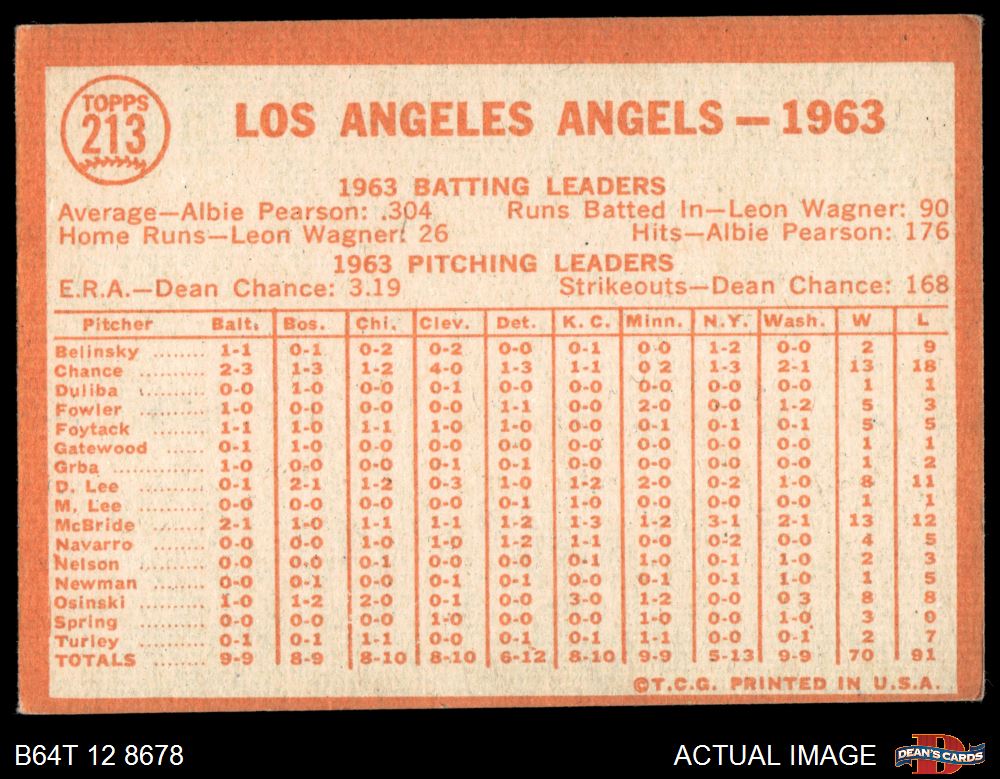 TOPPS
213
LOS ANGELES ANGELS — 1963
1963 BATTING LEADERS
Average—Albie Pearson: .304 Runs Batted In—Leon Wagner: 90
Home Runs—Leon Wagner: 26 Hits—Albie Pearson: 176
1963 PITCHING LEADERS
E.R.A.—Dean Chance: 3.19 Strikeouts—Dean Chance: 168
Pitcher Balt. Bos. Chi. Clev. Det. K. C. Minn. N.Y. Wash. W L
Belinsky ........ 1-1 0-1 0-2 0-2 0-0 0-1 0-0 1-2 0-0 2 9
Chance ......... 2-3 1-3 1-2 4-0 1-3 1-1 0 2 1-3 2-1 13 18
Duliba ......... 0-0 1-0 0-0 0-1 0-0 0-0 0-0 0-0 0-0 1 1
Fowler ......... 1-0 0-0 0-0 0-0 1-1 0-0 2-0 0-0 1-2 5 3
Foytack ........ 1-1 1-0 1-1 1-0 1-0 0-0 0-1 0-1 0-1 5 5
Gatewood ...... 0-1 1-0 0-0 0-0 0-0 0-0 0-0 0-0 0-0 1 1
Grba ............ 1-0 0-0 0-0 0-1 0-1 0-0 0-0 0-0 0-0 1 2
D. Lee .......... 0-1 2-1 1-2 0-3 1-0 1-2 2-0 0-2 1-0 8 11
M. Lee .......... 0-0 0-0 0-0 0-0 0-1 1-0 0-0 0-0 0-0 1 1
McBride ........ 2-1 1-0 1-1 1-1 1-2 1-3 1-2 3-1 2-1 13 12
Navarro ........ 0-0 0-0 1-0 1-0 1-2 1-1 0-0 0-2 0-0 4 5
Nelson ......... 0-0 0-0 0-1 0-0 0-0 0-1 1-0 0-1 1-0 2 3
Newman ........ 0-0 0-1 0-0 0-1 0-1 0-0 0-1 0-1 1-0 1 5
Osinski ......... 1-0 1-2 2-0 0-1 0-0 3-0 1-2 0-0 0 3 8 8
Spring .......... 0-0 0-0 0-0 1-0 0-0 0-0 1-0 0-0 1-0 3 0
Turley .......... 0-1 0-1 1-1 0-0 0-1 0-1 1-1 0-0 0-1 2 7
TOTALS ........ 9-9 8-9 8-10 8-10 6-12 8-10 9-9 5-13 9-9 70 91
©T.C.G. PRINTED IN U.S.A.
B64T 12 8678 ACTUAL IMAGE
DEAN'S CARDS